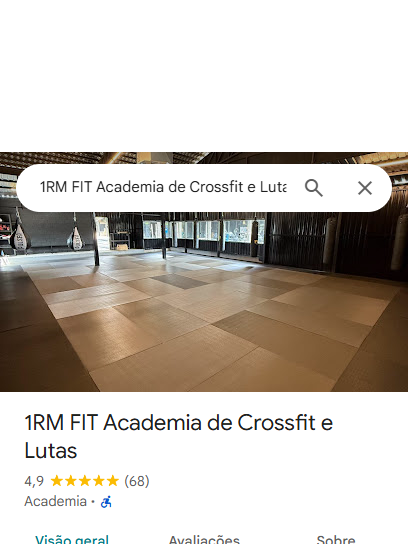 1RM FIT Academia de Crossfit e Luta
1RM FIT Academia de Crossfit e
Lutas
4,9 ★★★★★ (68)
Academia ·
Visão geral Avaliações Sobre